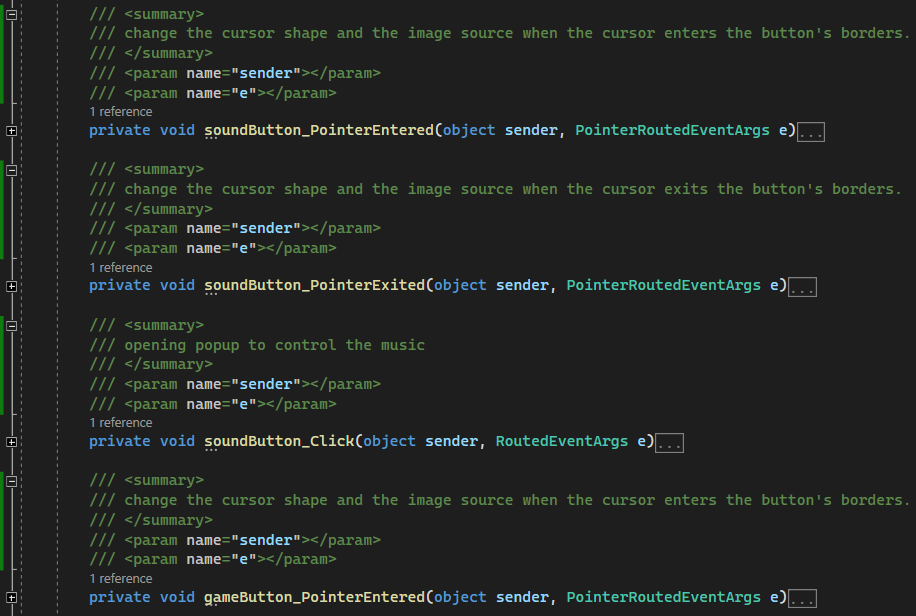 /// <summary>
/// change the cursor shape and the image source when the cursor enters the button's borders.
/// </summary>
/// <param name="sender"></param>
/// <param name="e"></param>
1 reference
private void soundButton_PointerEntered(object sender, PointerRoutedEventArgs e)...
/// <summary>
/// change the cursor shape and the image source when the cursor exits the button's borders.
/// </summary>
/// <param name="sender"></param>
/// <param name="e"></param>
1 reference
private void soundButton_PointerExited(object sender, PointerRoutedEventArgs e)...
/// <summary>
/// opening popup to control the music
/// </summary>
/// <param name="sender"></param>
/// <param name="e"></param>
1 reference
private void soundButton_Click(object sender, RoutedEventArgs e)...
/// <summary>
/// change the cursor shape and the image source when the cursor enters the button's borders.
/// </summary>
/// <param name="sender"></param>
/// <param name="e"></param>
1 reference
private void gameButton_PointerEntered(object sender, PointerRoutedEventArgs e)...